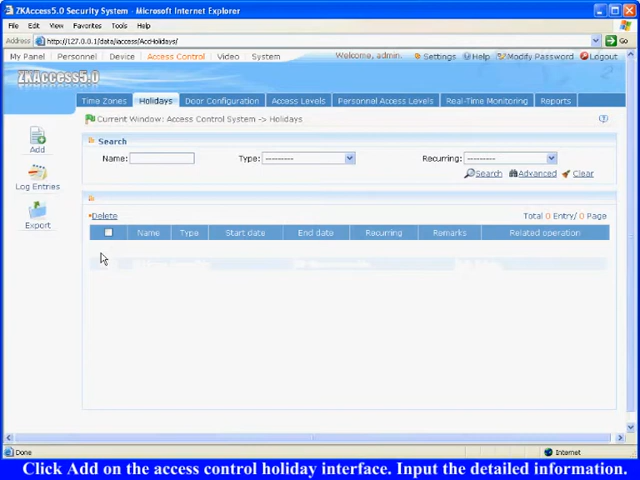 ZKAccess5.0 Security System - Microsoft Internet Explorer
File Edit View Favorites Tools Help
Address http://127.0.0.1/data/iaccess/AccHolidays/ Go
My Panel Personnel Device Access Control Video System Welcome, admin. Settings Help Modify Password Logout
ZKAccess5.0
Time Zones Holidays Door Configuration Access Levels Personnel Access Levels Real-Time Monitoring Reports
Current Window: Access Control System -> Holidays
Search
Add
Name: Type: --------- Recurring: ---------
Search Advanced Clear
Log Entries
Delete Total 0 Entry/ 0 Page
Export
Name Type Start date End date Recurring Remarks Related operation
Done Internet
Click Add on the access control holiday interface. Input the detailed information.